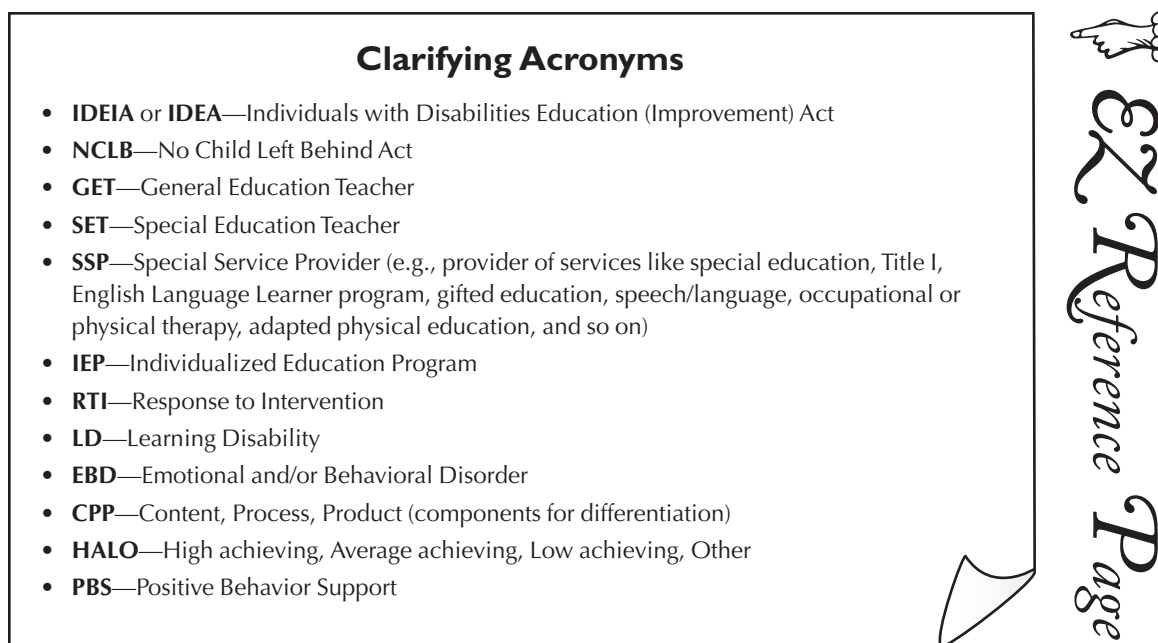 Clarifying Acronyms
• IDEIA or IDEA—Individuals with Disabilities Education (Improvement) Act
• NCLB—No Child Left Behind Act
• GET—General Education Teacher
• SET—Special Education Teacher
• SSP—Special Service Provider (e.g., provider of services like special education, Title I,
English Language Learner program, gifted education, speech/language, occupational or
physical therapy, adapted physical education, and so on)
• IEP—Individualized Education Program
• RTI—Response to Intervention
• LD—Learning Disability
• EBD—Emotional and/or Behavioral Disorder
• CPP—Content, Process, Product (components for differentiation)
• HALO—High achieving, Average achieving, Low achieving, Other
• PBS—Positive Behavior Support
EZ Reference Page